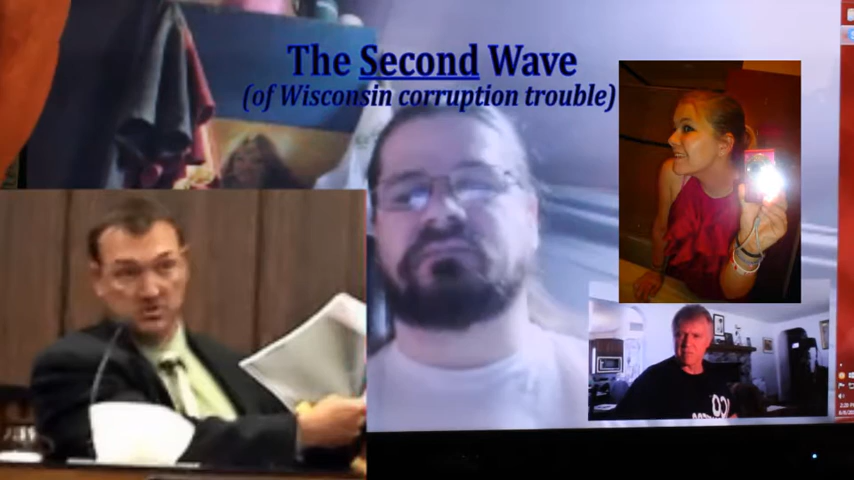 The Second Wave
(of Wisconsin corruption trouble)